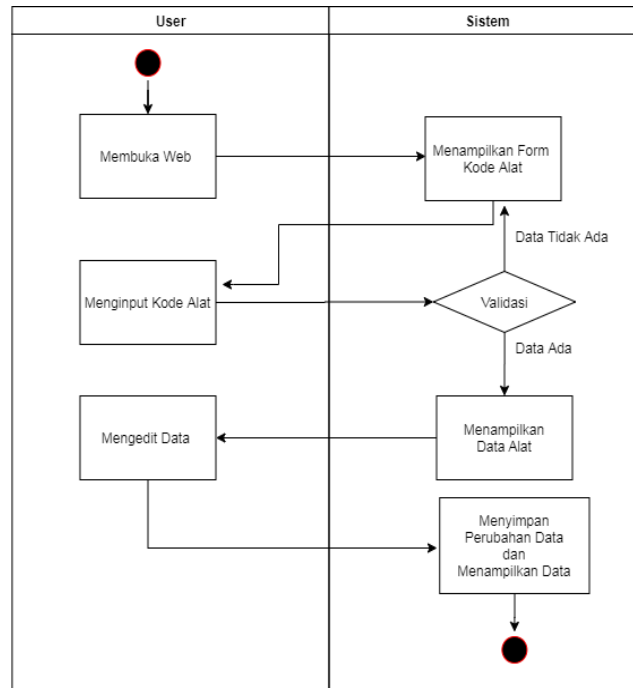 User
Sistem
Membuka Web
Menampilkan Form
Kode Alat
Data Tidak Ada
Menginput Kode Alat
Validasi
Data Ada
Mengedit Data
Menampilkan
Data Alat
Menyimpan
Perubahan Data
dan
Menampilkan Data